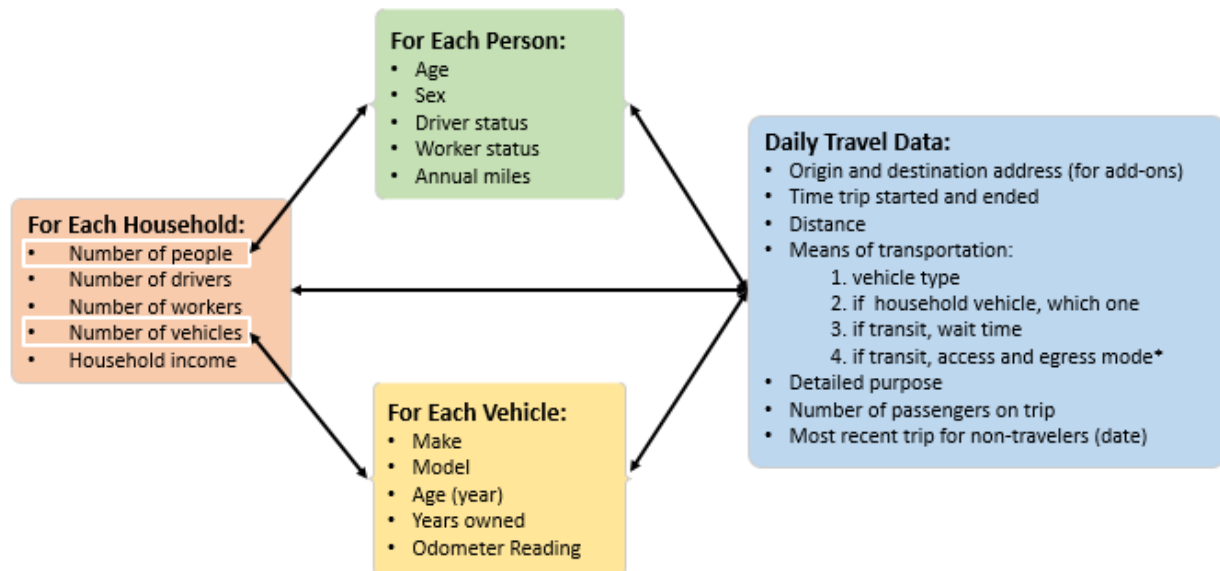 For Each Person:
• Age
• Sex
• Driver status
• Worker status
• Annual miles
For Each Household:
• Number of people
• Number of drivers
• Number of workers
• Number of vehicles
• Household income
For Each Vehicle:
• Make
• Model
• Age (year)
• Years owned
• Odometer Reading
Daily Travel Data:
• Origin and destination address (for add-ons)
• Time trip started and ended
• Distance
• Means of transportation:
1. vehicle type
2. if household vehicle, which one
3. if transit, wait time
4. if transit, access and egress mode*
• Detailed purpose
• Number of passengers on trip
• Most recent trip for non-travelers (date)